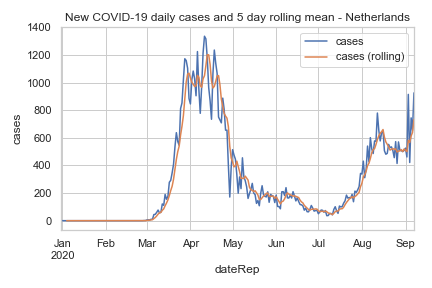 New COVID-19 daily cases and 5 day rolling mean - Netherlands
1400
1200
1000
800
600
400
200
0
cases
cases
cases (rolling)
Jan Feb Mar Apr May Jun Jul Aug Sep
2020
dateRep